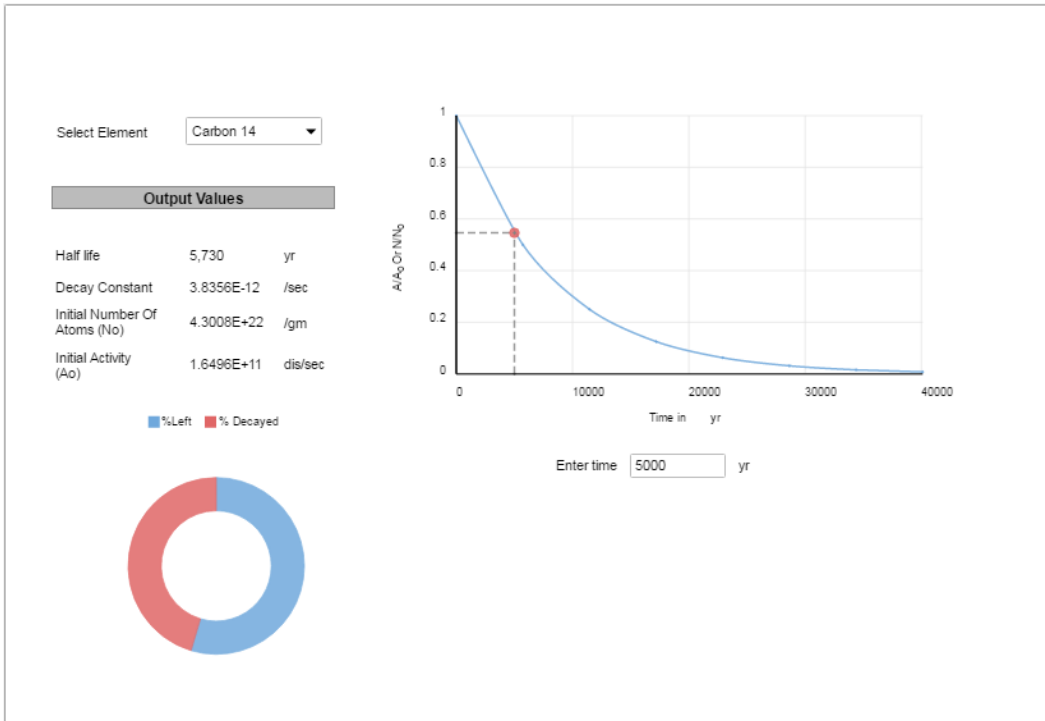 Select Element Carbon 14
Output Values
Half life 5,730 yr
Decay Constant 3.8356E-12 /sec
Initial Number Of
Atoms (No) 4.3008E+22 /gm
Initial Activity
(Ao) 1.6496E+11 dis/sec
%Left % Decayed
A/A₀ Or N/N₀
1
0.8
0.6
0.4
0.2
0
0 10000 20000 30000 40000
Time in yr
Enter time 5000 yr